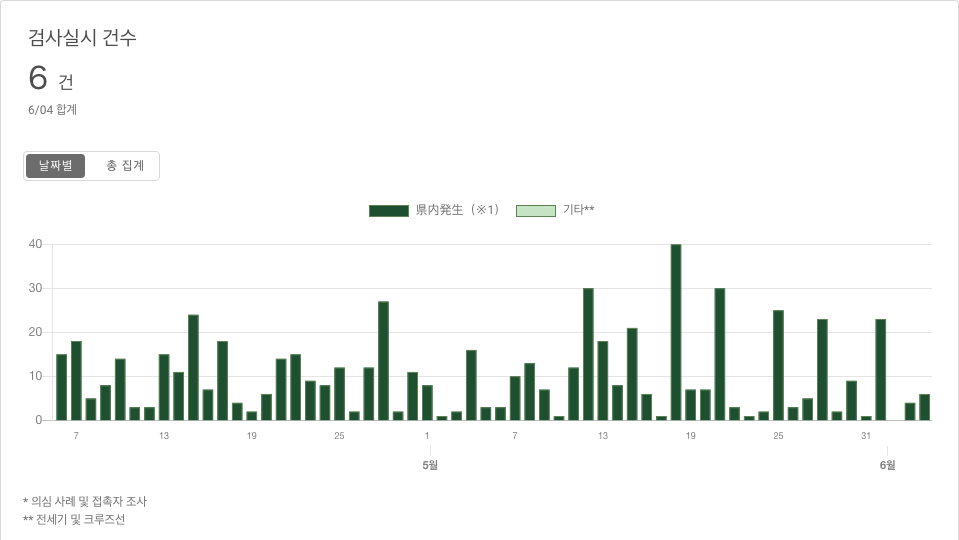 검사실시 건수
6 건
6/04 합계
날짜별 총 집계
県内発生（※1） 기타**
40
30
20
10
0
7 13 19 25 1 7 13 19 25 31
5월 6월
* 의심 사례 및 접촉자 조사
** 전세기 및 크루즈선